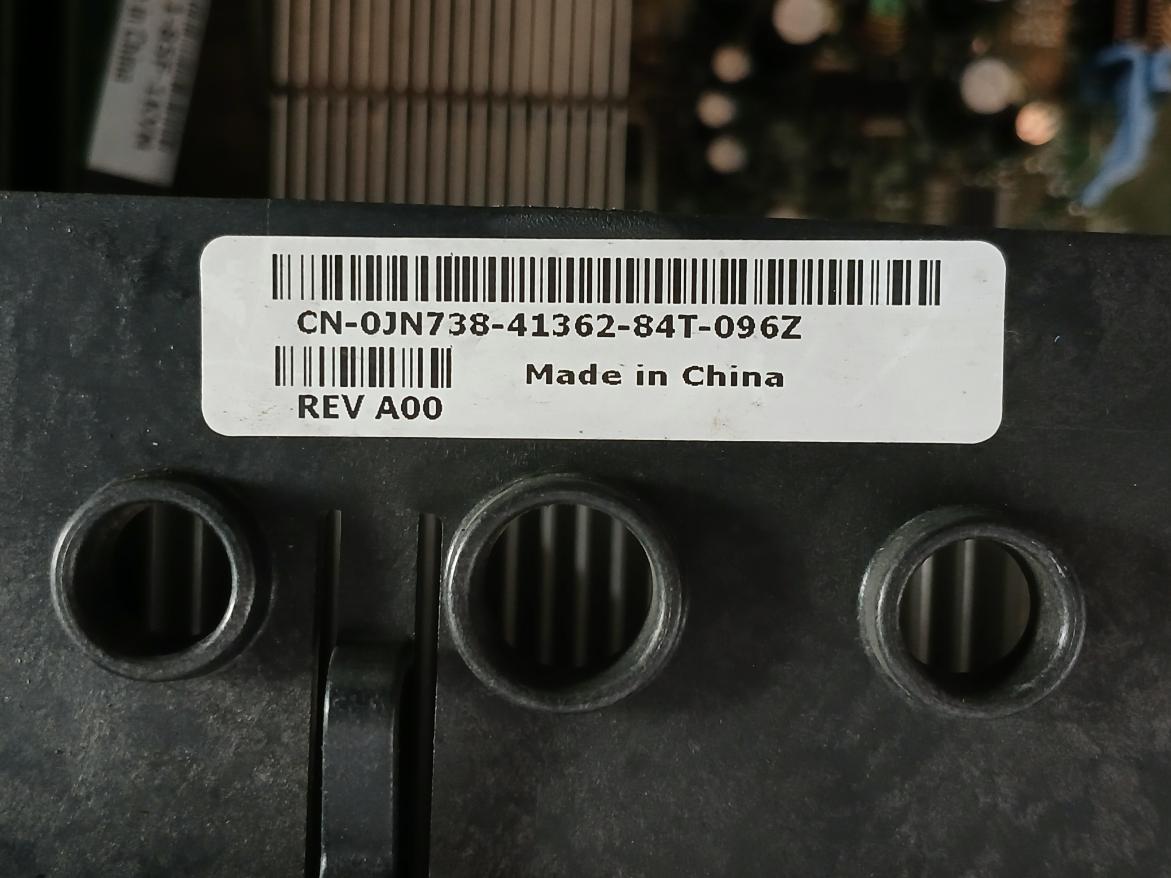 CN-0JN738-41362-84T-096Z
Made in China
REV A00